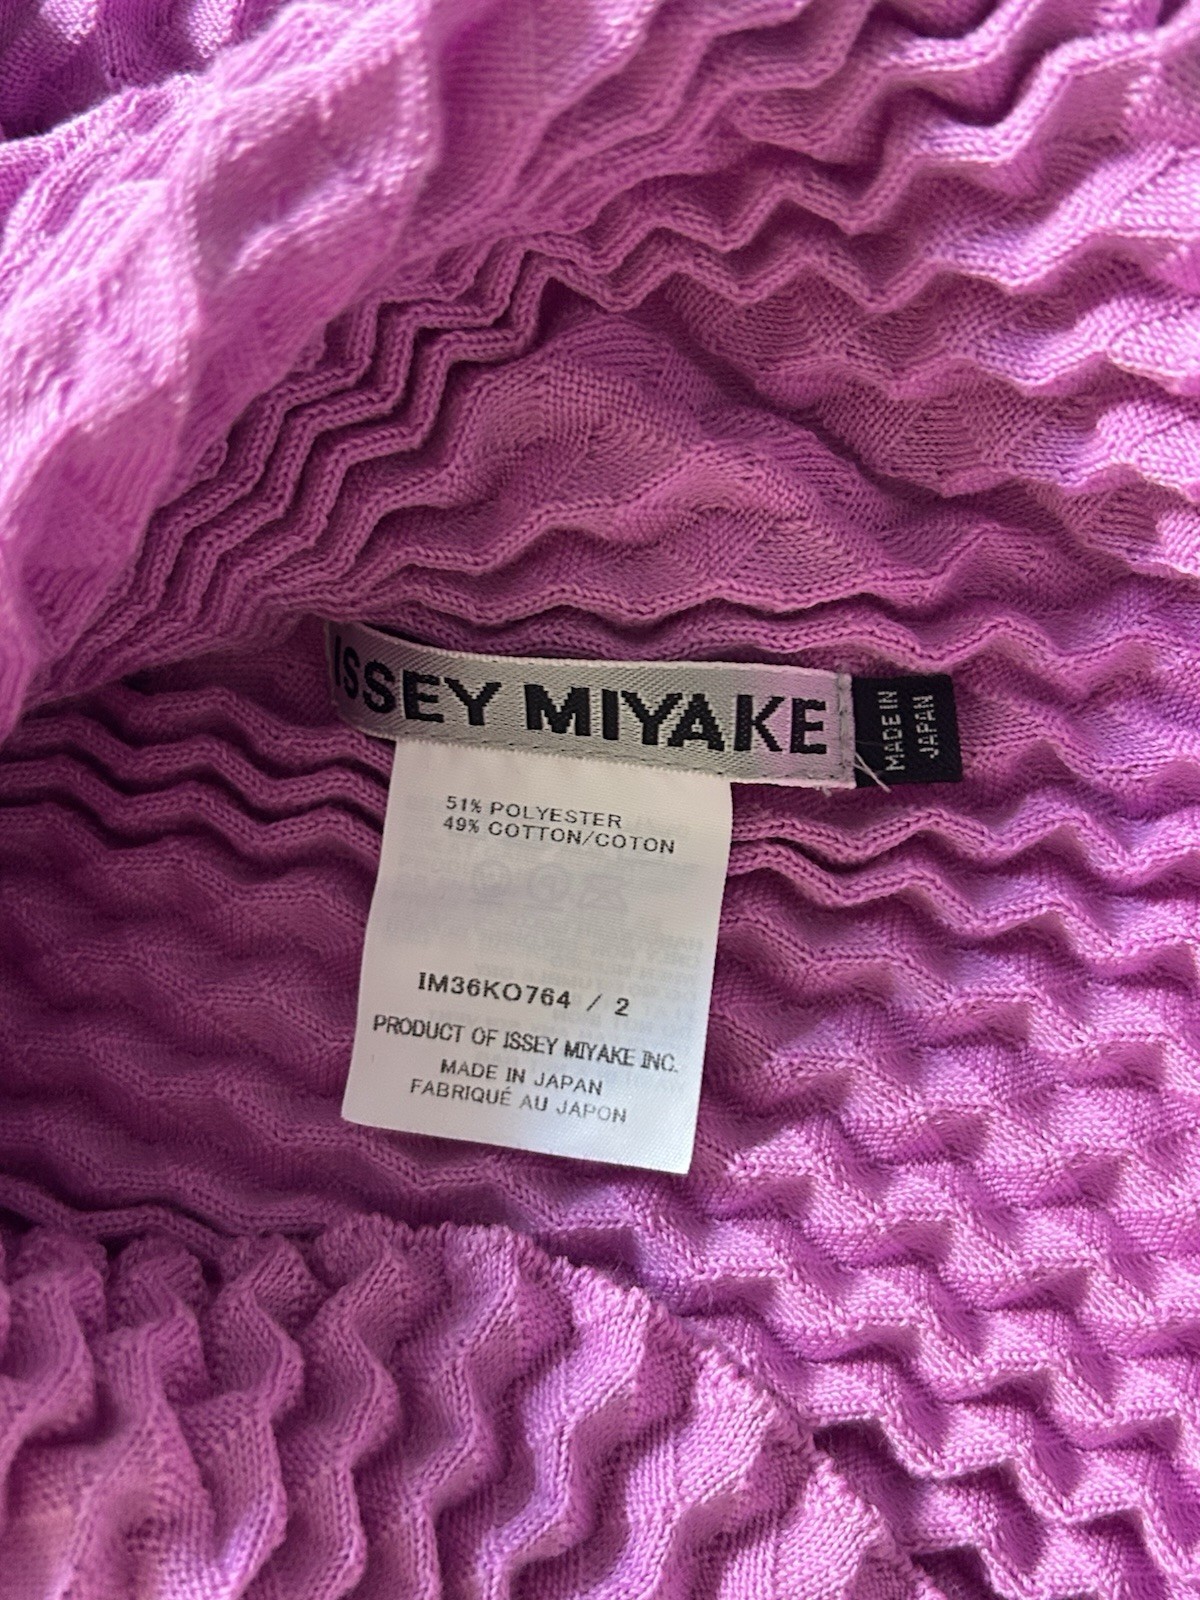 ISSEY MIYAKE
MADE IN
JAPAN
51% POLYESTER
49% COTTON/COTON
IM36KO764 / 2
PRODUCT OF ISSEY MIYAKE INC.
MADE IN JAPAN
FABRIQUÉ AU JAPON